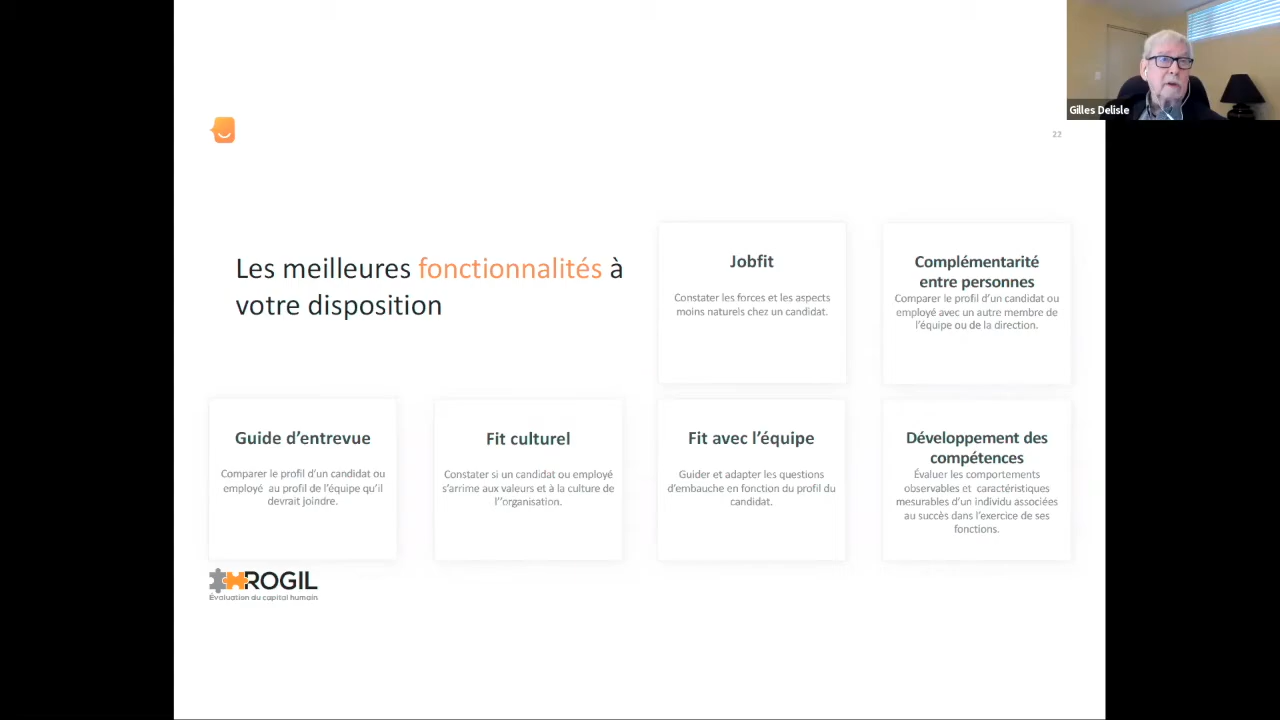 Gilles Delisle
22
Les meilleures fonctionnalités à
votre disposition
Jobfit
Constater les forces et les aspects
moins naturels chez un candidat.
Complémentarité
entre personnes
Comparer le profil d'un candidat ou
employé avec un autre membre de
l'équipe ou de la direction.
Guide d'entrevue
Comparer le profil d'un candidat ou
employé au profil de l'équipe qu'il
devrait joindre.
Fit culturel
Constater si un candidat ou employé
s'arrime aux valeurs et à la culture de
l''organisation.
Fit avec l'équipe
Guider et adapter les questions
d'embauche en fonction du profil du
candidat.
Développement des
compétences
Évaluer les comportements
observables et caractéristiques
mesurables d'un individu associées
au succès dans l'exercice de ses
fonctions.
ROGIL
Évaluation du capital humain